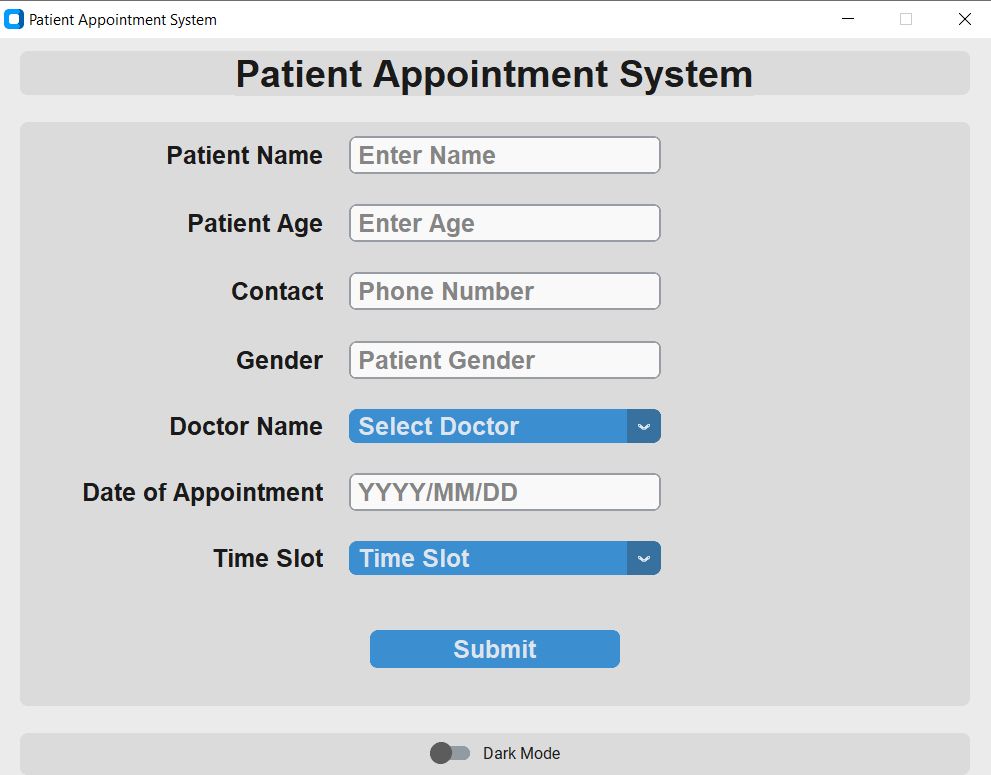 Patient Appointment System
Patient Appointment System
Patient Name Enter Name
Patient Age Enter Age
Contact Phone Number
Gender Patient Gender
Doctor Name Select Doctor
Date of Appointment YYYY/MM/DD
Time Slot Time Slot
Submit
Dark Mode